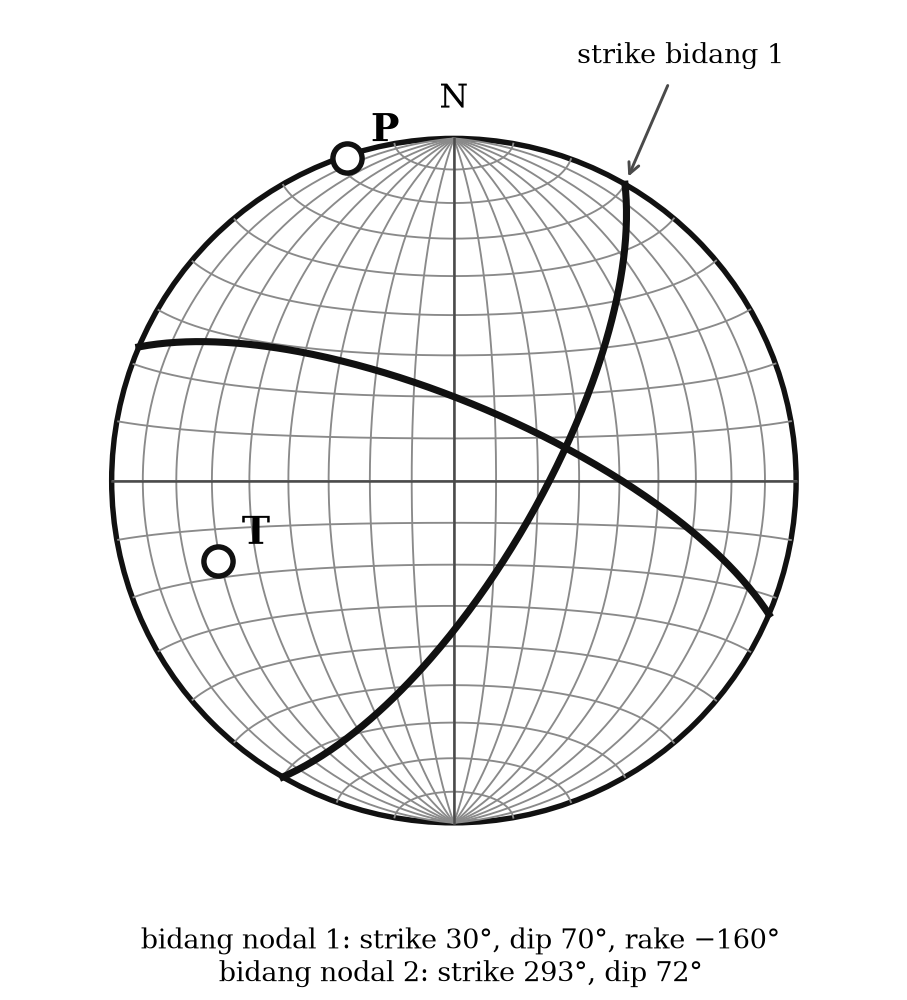 strike bidang 1
N
P
T
bidang nodal 1: strike 30°, dip 70°, rake −160°
bidang nodal 2: strike 293°, dip 72°